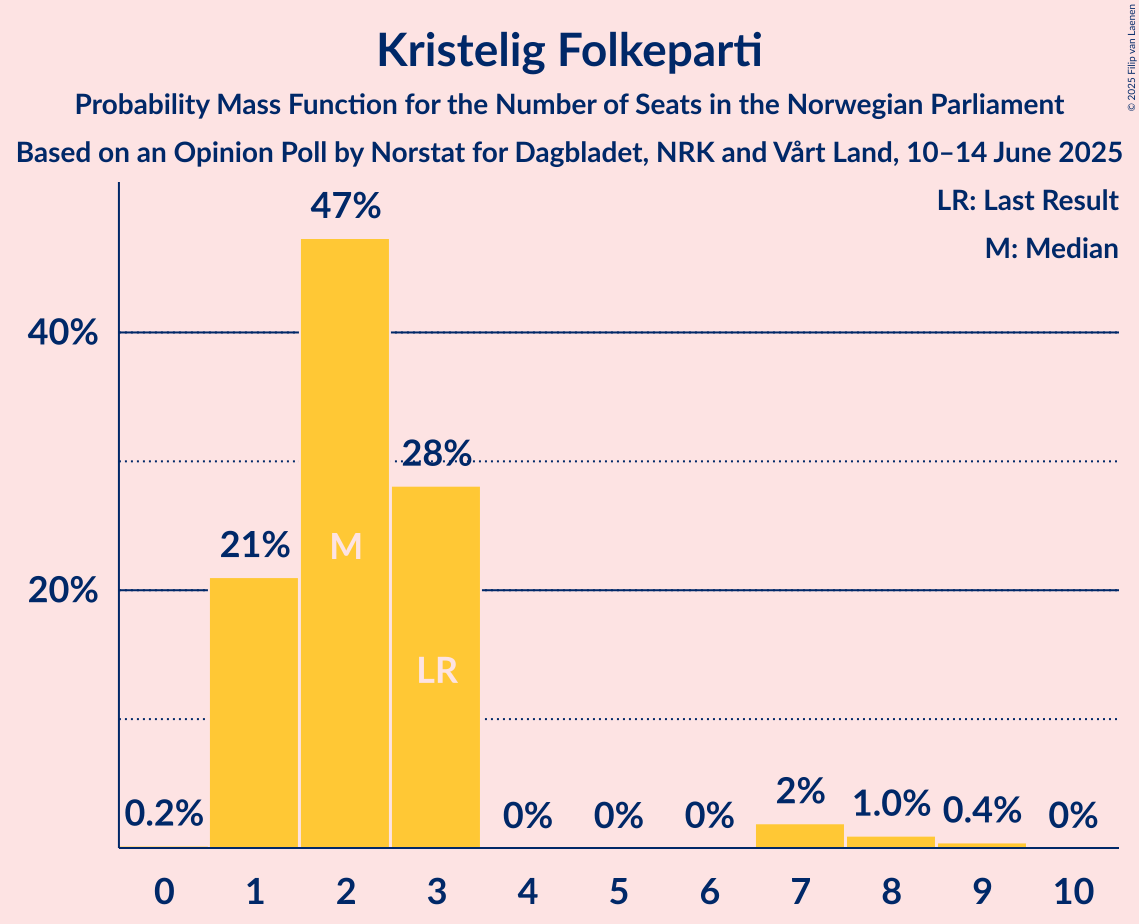 Kristelig Folkeparti
Probability Mass Function for the Number of Seats in the Norwegian Parliament
Based on an Opinion Poll by Norstat for Dagbladet, NRK and Vårt Land, 10–14 June 2025
© 2025 Filip van Laenen
LR: Last Result
M: Median
47%
40%
28%
21%
M
20%
LR
0.2%
0%
0%
0%
2%
1.0%
0.4%
0%
0 1 2 3 4 5 6 7 8 9 10